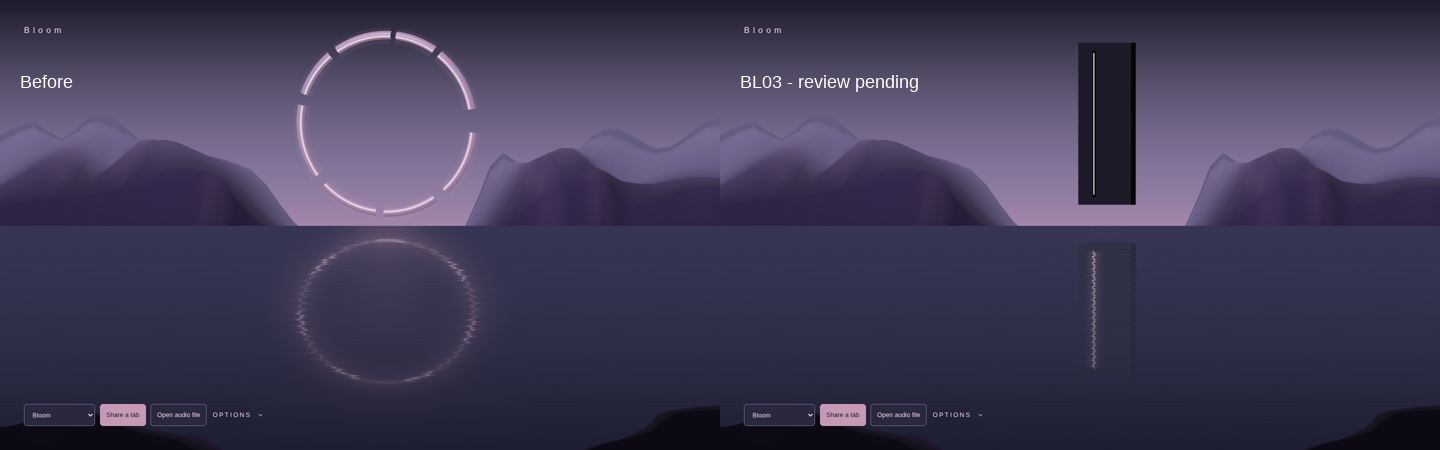 Bloom
Before
Bloom
Share a tab
Open audio file
OPTIONS
Bloom
BL03 - review pending
Bloom
Share a tab
Open audio file
OPTIONS